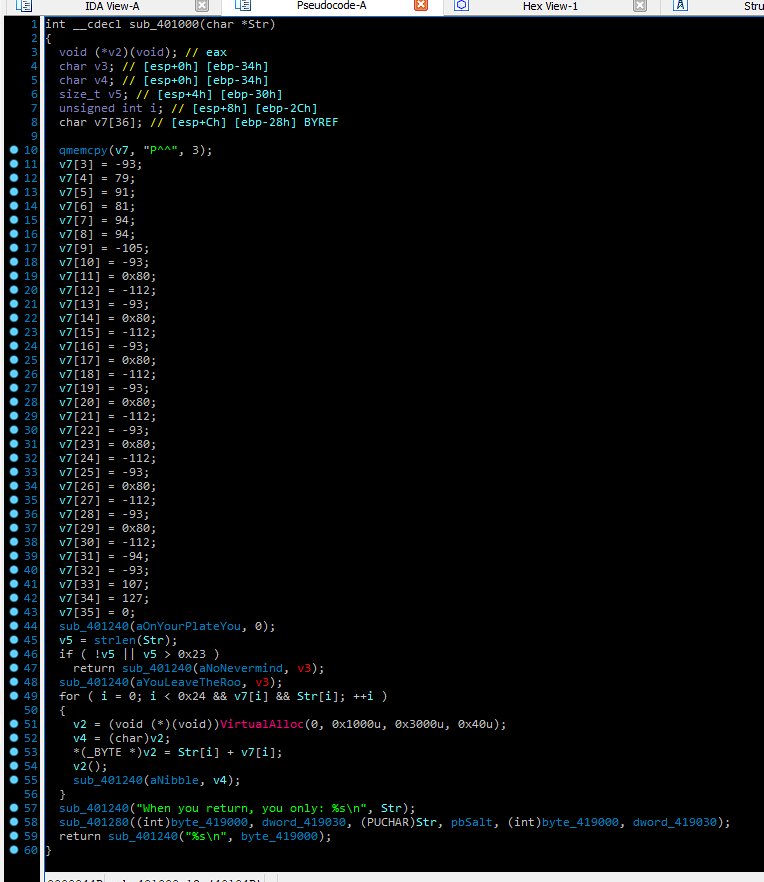 IDA View-A Pseudocode-A Hex View-1 A Stru
1 int __cdecl sub_401000(char *Str)
2 {
3 void (*v2)(void); // eax
4 char v3; // [esp+0h] [ebp-34h]
5 char v4; // [esp+0h] [ebp-34h]
6 size_t v5; // [esp+4h] [ebp-30h]
7 unsigned int i; // [esp+8h] [ebp-2Ch]
8 char v7[36]; // [esp+Ch] [ebp-28h] BYREF
9
10 qmemcpy(v7, "P^^", 3);
11 v7[3] = -93;
12 v7[4] = 79;
13 v7[5] = 91;
14 v7[6] = 81;
15 v7[7] = 94;
16 v7[8] = 94;
17 v7[9] = -105;
18 v7[10] = -93;
19 v7[11] = 0x80;
20 v7[12] = -112;
21 v7[13] = -93;
22 v7[14] = 0x80;
23 v7[15] = -112;
24 v7[16] = -93;
25 v7[17] = 0x80;
26 v7[18] = -112;
27 v7[19] = -93;
28 v7[20] = 0x80;
29 v7[21] = -112;
30 v7[22] = -93;
31 v7[23] = 0x80;
32 v7[24] = -112;
33 v7[25] = -93;
34 v7[26] = 0x80;
35 v7[27] = -112;
36 v7[28] = -93;
37 v7[29] = 0x80;
38 v7[30] = -112;
39 v7[31] = -94;
40 v7[32] = -93;
41 v7[33] = 107;
42 v7[34] = 127;
43 v7[35] = 0;
44 sub_401240(aOnYourPlateYou, 0);
45 v5 = strlen(Str);
46 if ( !v5 || v5 > 0x23 )
47 return sub_401240(aNoNevermind, v3);
48 sub_401240(aYouLeaveTheRoo, v3);
49 for ( i = 0; i < 0x24 && v7[i] && Str[i]; ++i )
50 {
51 v2 = (void (*)(void))VirtualAlloc(0, 0x1000u, 0x3000u, 0x40u);
52 v4 = (char)v2;
53 *(_BYTE *)v2 = Str[i] + v7[i];
54 v2();
55 sub_401240(aNibble, v4);
56 }
57 sub_401240("When you return, you only: %s\n", Str);
58 sub_401280((int)byte_419000, dword_419030, (PUCHAR)Str, pbSalt, (int)byte_419000, dword_419030);
59 return sub_401240("%s\n", byte_419000);
60 }